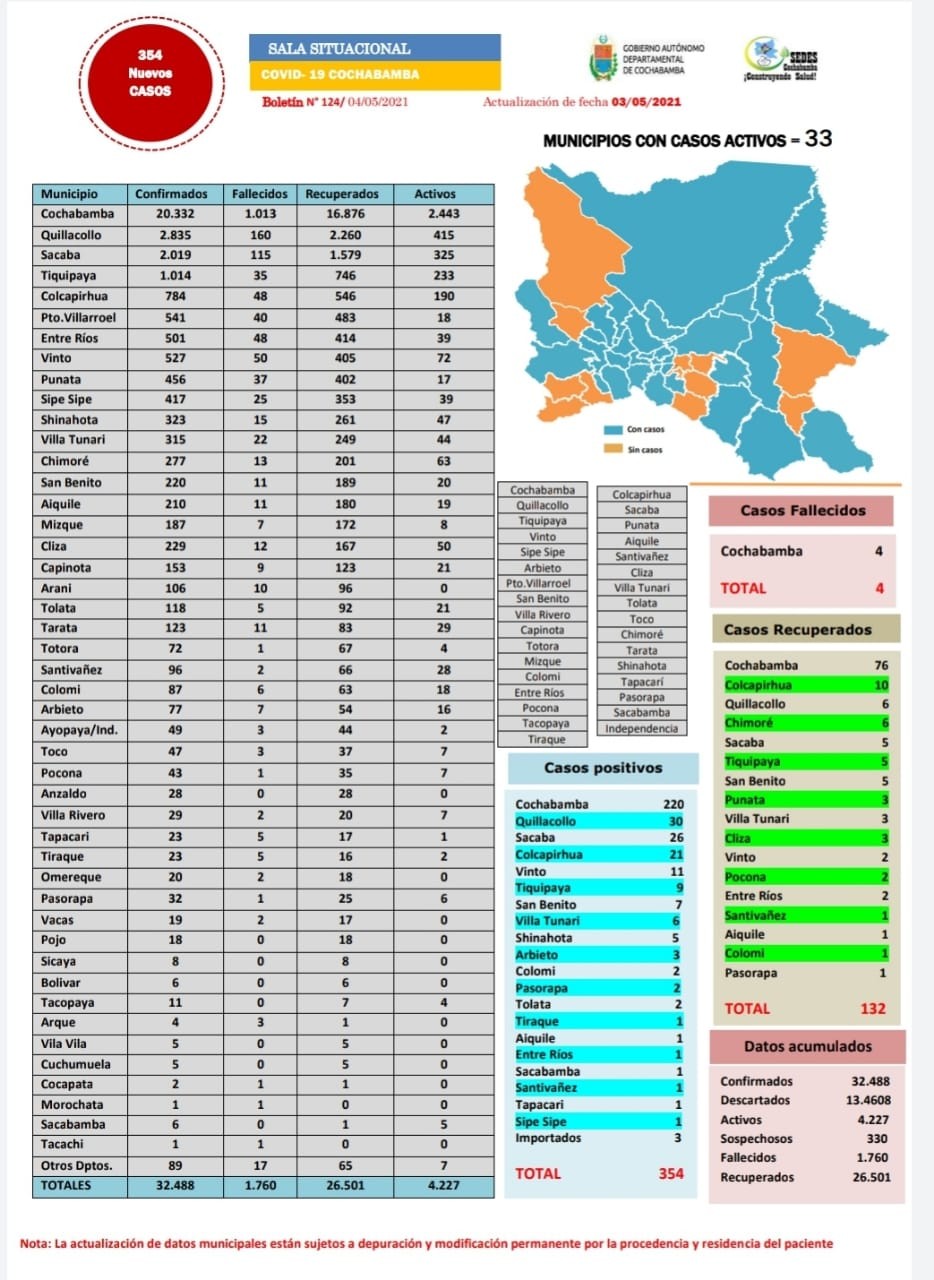 354
Nuevos
CASOS
SALA SITUACIONAL
COVID- 19 COCHABAMBA
Boletín N° 124/ 04/05/2021
GOBIERNO AUTÓNOMO
DEPARTAMENTAL
DE COCHABAMBA
SEDES
Cochabamba
¡Construyendo Salud!
Actualización de fecha 03/05/2021
MUNICIPIOS CON CASOS ACTIVOS = 33
Municipio Confirmados Fallecidos Recuperados Activos
Cochabamba 20.332 1.013 16.876 2.443
Quillacollo 2.835 160 2.260 415
Sacaba 2.019 115 1.579 325
Tiquipaya 1.014 35 746 233
Colcapirhua 784 48 546 190
Pto.Villarroel 541 40 483 18
Entre Ríos 501 48 414 39
Vinto 527 50 405 72
Punata 456 37 402 17
Sipe Sipe 417 25 353 39
Shinahota 323 15 261 47
Villa Tunari 315 22 249 44
Chimoré 277 13 201 63
San Benito 220 11 189 20
Aiquile 210 11 180 19
Mizque 187 7 172 8
Cliza 229 12 167 50
Capinota 153 9 123 21
Arani 106 10 96 0
Tolata 118 5 92 21
Tarata 123 11 83 29
Totora 72 1 67 4
Santivañez 96 2 66 28
Colomi 87 6 63 18
Arbieto 77 7 54 16
Ayopaya/Ind. 49 3 44 2
Toco 47 3 37 7
Pocona 43 1 35 7
Anzaldo 28 0 28 0
Villa Rivero 29 2 20 7
Tapacari 23 5 17 1
Tiraque 23 5 16 2
Omereque 20 2 18 0
Pasorapa 32 1 25 6
Vacas 19 2 17 0
Pojo 18 0 18 0
Sicaya 8 0 8 0
Bolivar 6 0 6 0
Tacopaya 11 0 7 4
Arque 4 3 1 0
Vila Vila 5 0 5 0
Cuchumuela 5 0 5 0
Cocapata 2 1 1 0
Morochata 1 1 0 0
Sacabamba 6 0 1 5
Tacachi 1 1 0 0
Otros Dptos. 89 17 65 7
TOTALES 32.488 1.760 26.501 4.227
Con casos
Sin casos
Cochabamba
Quillacollo
Tiquipaya
Vinto
Sipe Sipe
Arbieto
Pto.Villarroel
San Benito
Villa Rivero
Capinota
Totora
Mizque
Colomi
Entre Ríos
Pocona
Tacopaya
Tiraque
Colcapirhua
Sacaba
Punata
Aiquile
Santivañez
Cliza
Villa Tunari
Tolata
Toco
Chimoré
Tarata
Shinahota
Tapacarí
Pasorapa
Sacabamba
Independencia
Casos positivos
Cochabamba 220
Quillacollo 30
Sacaba 26
Colcapirhua 21
Vinto 11
Tiquipaya 9
San Benito 7
Villa Tunari 6
Shinahota 5
Arbieto 3
Colomi 2
Pasorapa 2
Tolata 2
Tiraque 1
Aiquile 1
Entre Ríos 1
Sacabamba 1
Santivañez 1
Tapacari 1
Sipe Sipe 1
Importados 3
TOTAL 354
Casos Fallecidos
Cochabamba 4
TOTAL 4
Casos Recuperados
Cochabamba 76
Colcapirhua 10
Quillacollo 6
Chimoré 6
Sacaba 5
Tiquipaya 5
San Benito 5
Punata 3
Villa Tunari 3
Cliza 3
Vinto 2
Pocona 2
Entre Ríos 2
Santivañez 1
Aiquile 1
Colomi 1
Pasorapa 1
TOTAL 132
Datos acumulados
Confirmados 32.488
Descartados 13.4608
Activos 4.227
Sospechosos 330
Fallecidos 1.760
Recuperados 26.501
Nota: La actualización de datos municipales están sujetos a depuración y modificación permanente por la procedencia y residencia del paciente